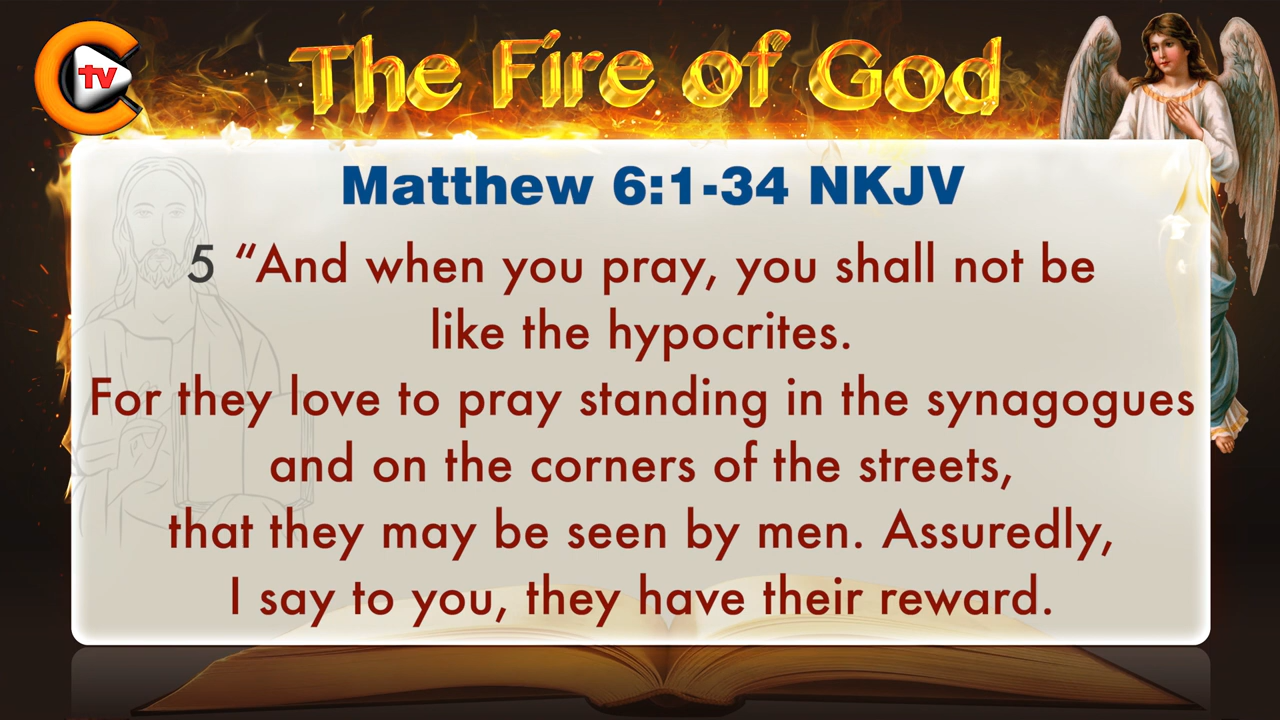 tv
The Fire of God
Matthew 6:1-34 NKJV
5 “And when you pray, you shall not be
like the hypocrites.
For they love to pray standing in the synagogues
and on the corners of the streets,
that they may be seen by men. Assuredly,
I say to you, they have their reward.